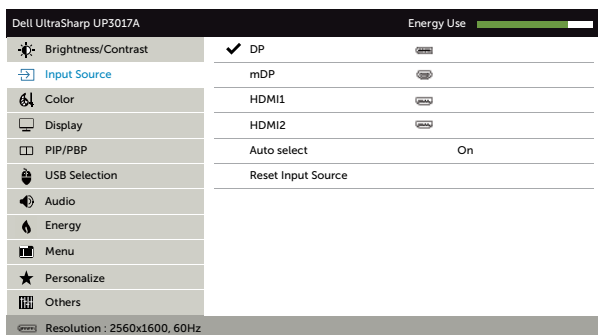 Dell UltraSharp UP3017A Energy Use
Brightness/Contrast DP
Input Source mDP
Color HDMI1
Display HDMI2
PIP/PBP Auto select On
USB Selection Reset Input Source
Audio
Energy
Menu
Personalize
Others
Resolution : 2560x1600, 60Hz